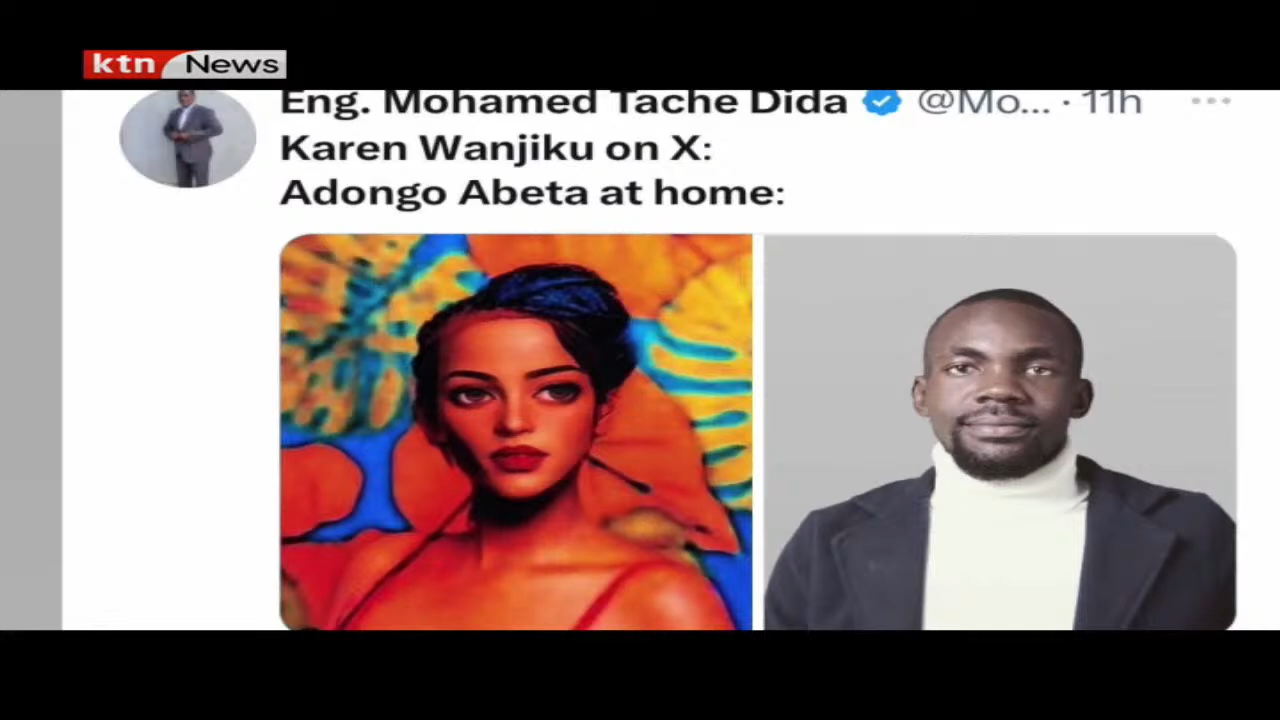 ktn News
Eng. Mohamed Tache Dida @Mo... · 11h
Karen Wanjiku on X:
Adongo Abeta at home: